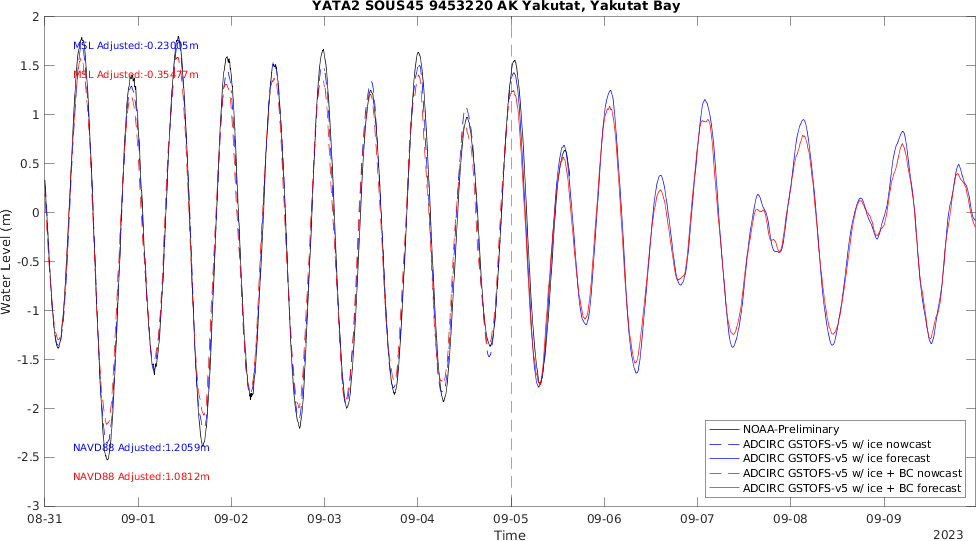 YATA2 SOUS45 9453220 AK Yakutat, Yakutat Bay
2
MSL Adjusted:-0.23005m
1.5
MSL Adjusted:-0.35477m
1
0.5
0
-0.5
-1
-1.5
-2
NAVD88 Adjusted:1.2059m
-2.5
NAVD88 Adjusted:1.0812m
-3
Water Level (m)
NOAA-Preliminary
ADCIRC GSTOFS-v5 w/ ice nowcast
ADCIRC GSTOFS-v5 w/ ice forecast
ADCIRC GSTOFS-v5 w/ ice + BC nowcast
ADCIRC GSTOFS-v5 w/ ice + BC forecast
08-31 09-01 09-02 09-03 09-04 09-05 09-06 09-07 09-08 09-09
Time
2023